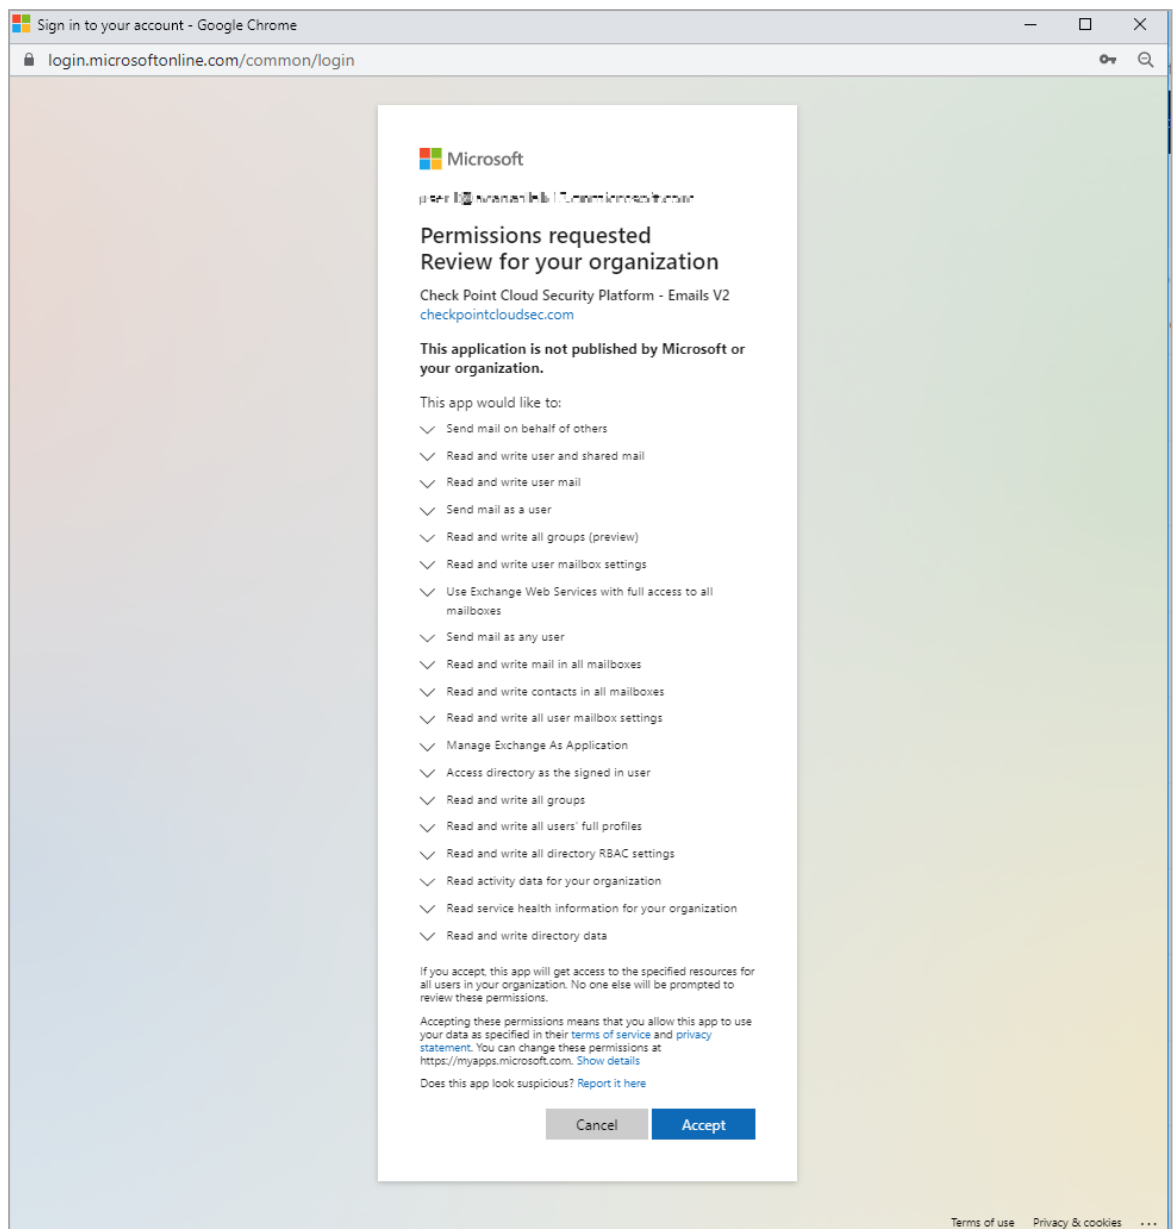 Sign in to your account - Google Chrome
login.microsoftonline.com/common/login
Microsoft
Permissions requested
Review for your organization
Check Point Cloud Security Platform - Emails V2
checkpointcloudsec.com
This application is not published by Microsoft or
your organization.
This app would like to:
Send mail on behalf of others
Read and write user and shared mail
Read and write user mail
Send mail as a user
Read and write all groups (preview)
Read and write user mailbox settings
Use Exchange Web Services with full access to all
mailboxes
Send mail as any user
Read and write mail in all mailboxes
Read and write contacts in all mailboxes
Read and write all user mailbox settings
Manage Exchange As Application
Access directory as the signed in user
Read and write all groups
Read and write all users' full profiles
Read and write all directory RBAC settings
Read activity data for your organization
Read service health information for your organization
Read and write directory data
If you accept, this app will get access to the specified resources for
all users in your organization. No one else will be prompted to
review these permissions.
Accepting these permissions means that you allow this app to use
your data as specified in their terms of service and privacy
statement. You can change these permissions at
https://myapps.microsoft.com. Show details
Does this app look suspicious? Report it here
Cancel Accept
Terms of use Privacy & cookies ...